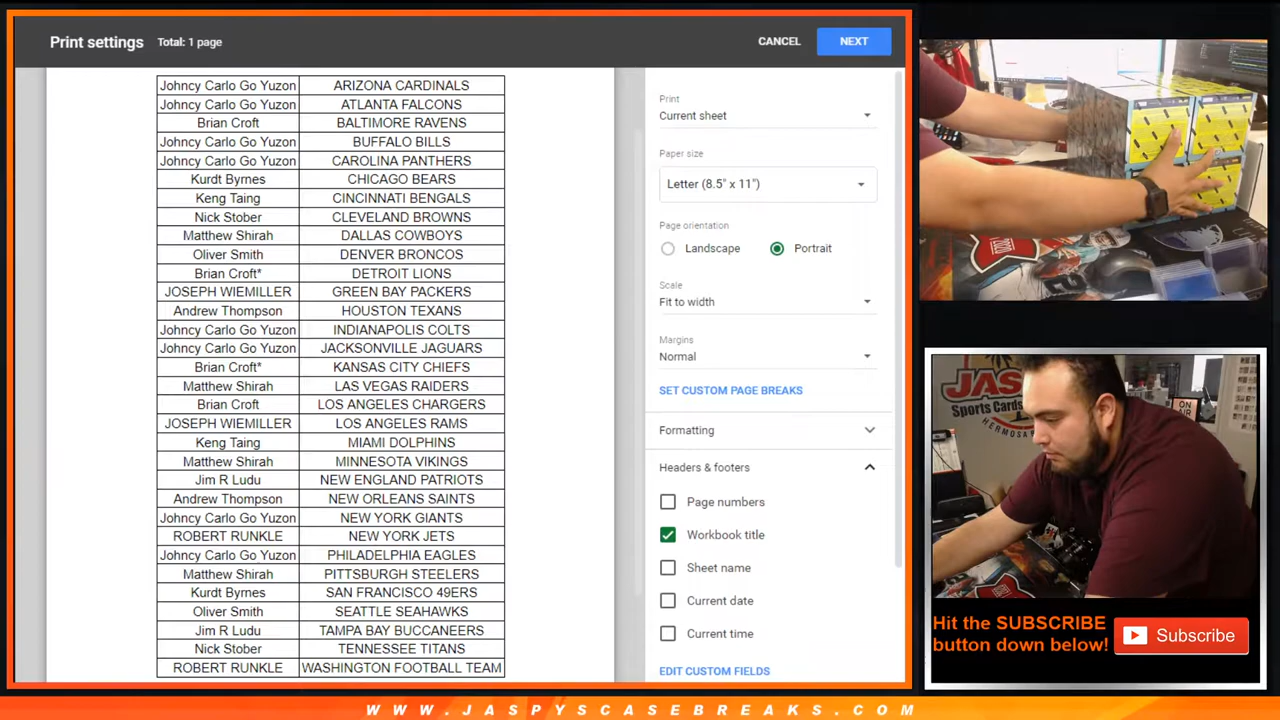 Print settings Total: 1 page CANCEL NEXT
Johncy Carlo Go Yuzon ARIZONA CARDINALS
Johncy Carlo Go Yuzon ATLANTA FALCONS
Brian Croft BALTIMORE RAVENS
Johncy Carlo Go Yuzon BUFFALO BILLS
Johncy Carlo Go Yuzon CAROLINA PANTHERS
Kurdt Byrnes CHICAGO BEARS
Keng Taing CINCINNATI BENGALS
Nick Stober CLEVELAND BROWNS
Matthew Shirah DALLAS COWBOYS
Oliver Smith DENVER BRONCOS
Brian Croft* DETROIT LIONS
JOSEPH WIEMILLER GREEN BAY PACKERS
Andrew Thompson HOUSTON TEXANS
Johncy Carlo Go Yuzon INDIANAPOLIS COLTS
Johncy Carlo Go Yuzon JACKSONVILLE JAGUARS
Brian Croft* KANSAS CITY CHIEFS
Matthew Shirah LAS VEGAS RAIDERS
Brian Croft LOS ANGELES CHARGERS
JOSEPH WIEMILLER LOS ANGELES RAMS
Keng Taing MIAMI DOLPHINS
Matthew Shirah MINNESOTA VIKINGS
Jim R Ludu NEW ENGLAND PATRIOTS
Andrew Thompson NEW ORLEANS SAINTS
Johncy Carlo Go Yuzon NEW YORK GIANTS
ROBERT RUNKLE NEW YORK JETS
Johncy Carlo Go Yuzon PHILADELPHIA EAGLES
Matthew Shirah PITTSBURGH STEELERS
Kurdt Byrnes SAN FRANCISCO 49ERS
Oliver Smith SEATTLE SEAHAWKS
Jim R Ludu TAMPA BAY BUCCANEERS
Nick Stober TENNESSEE TITANS
ROBERT RUNKLE WASHINGTON FOOTBALL TEAM
Print
Current sheet
Paper size
Letter (8.5" x 11")
Page orientation
Landscape Portrait
Scale
Fit to width
Margins
Normal
SET CUSTOM PAGE BREAKS
Formatting
Headers & footers
Page numbers
Workbook title
Sheet name
Current date
Current time
EDIT CUSTOM FIELDS
JAS
Sports Cards
HERMOSA
ON
AIR
Hit the SUBSCRIBE
button down below!
Subscribe
WWW.JASPYSCASEBREAKS.COM